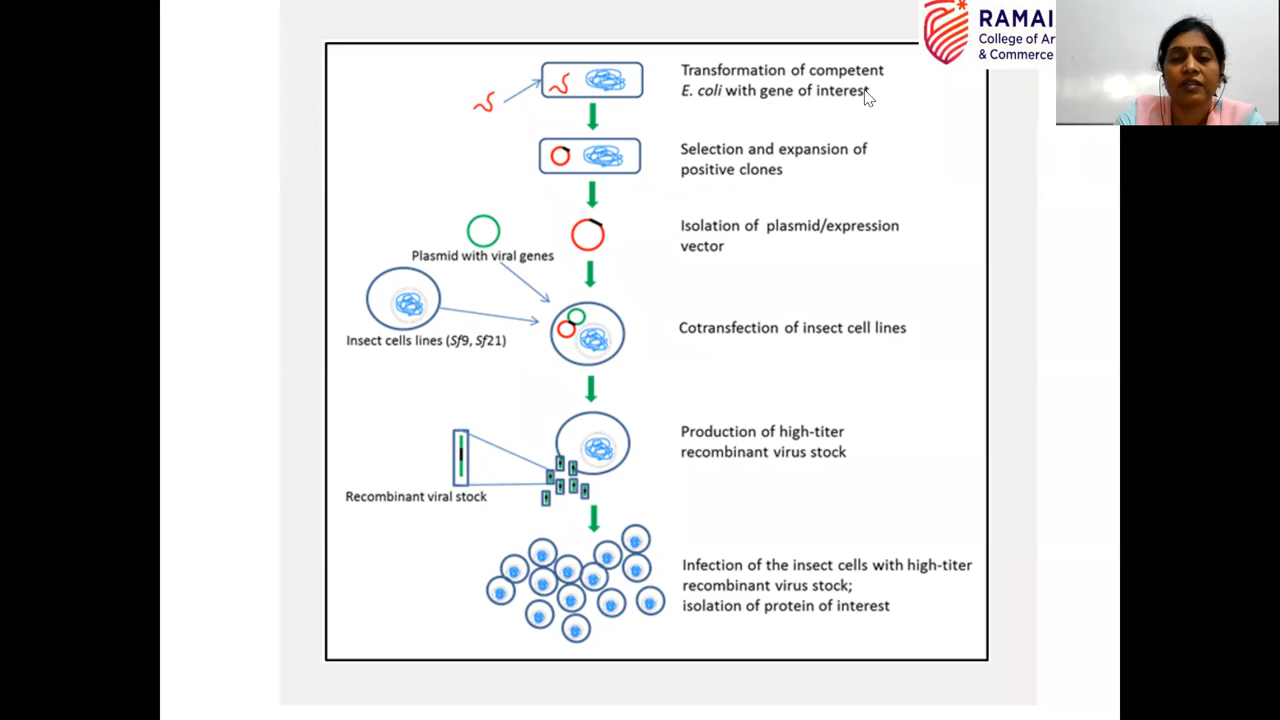 RAMAI
College of Ar
& Commerce
Transformation of competent
E. coli with gene of interest
Selection and expansion of
positive clones
Isolation of plasmid/expression
vector
Plasmid with viral genes
Insect cells lines (Sf9, Sf21)
Cotransfection of insect cell lines
Production of high-titer
recombinant virus stock
Recombinant viral stock
Infection of the insect cells with high-titer
recombinant virus stock;
isolation of protein of interest